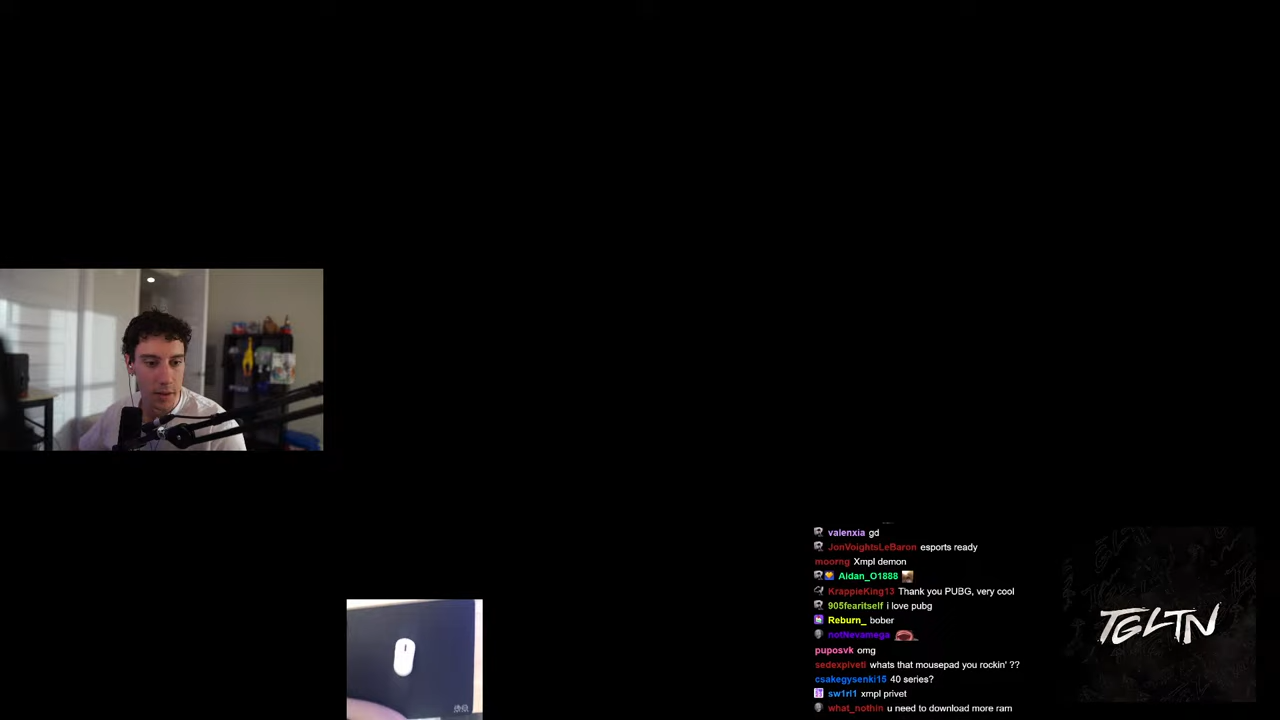 valenxia gd
JonVoightsLeBaron esports ready
moorng Xmpl demon
Aidan_O1888
KrappieKing13 Thank you PUBG, very cool
905fearitself i love pubg
Reburn_ bober
notNevamega
puposvk omg
sedexpiveti whats that mousepad you rockin' ??
csakegysenki15 40 series?
sw1rl1 xmpl privet
what_nothin u need to download more ram
TGLTN